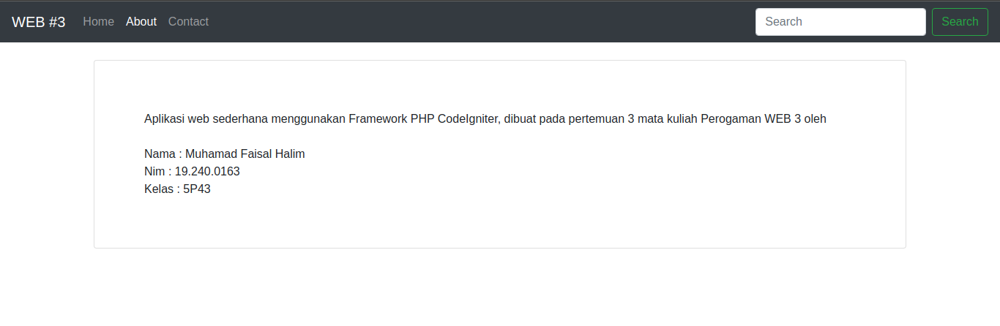 WEB #3 Home About Contact Search Search
Aplikasi web sederhana menggunakan Framework PHP CodeIgniter, dibuat pada pertemuan 3 mata kuliah Perogaman WEB 3 oleh
Nama : Muhamad Faisal Halim
Nim : 19.240.0163
Kelas : 5P43